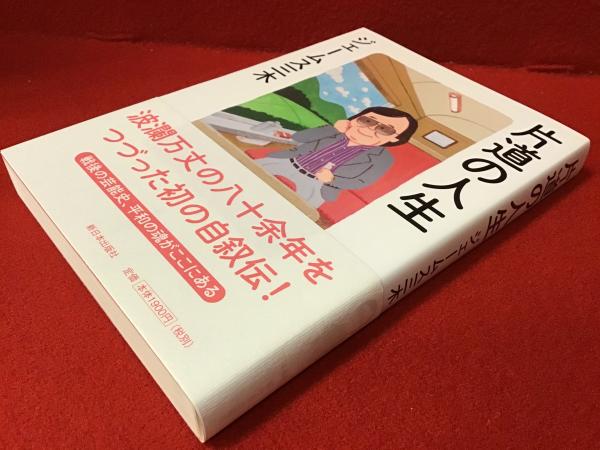 片道の人生
ジェームス三木
波瀾万丈の八十余年を
つづった初の自叙伝!
戦後の芸能史、平和の魂がここにある
新日本出版社
定価 本体1900円 (税別)
片道の人生 ジェームス三木